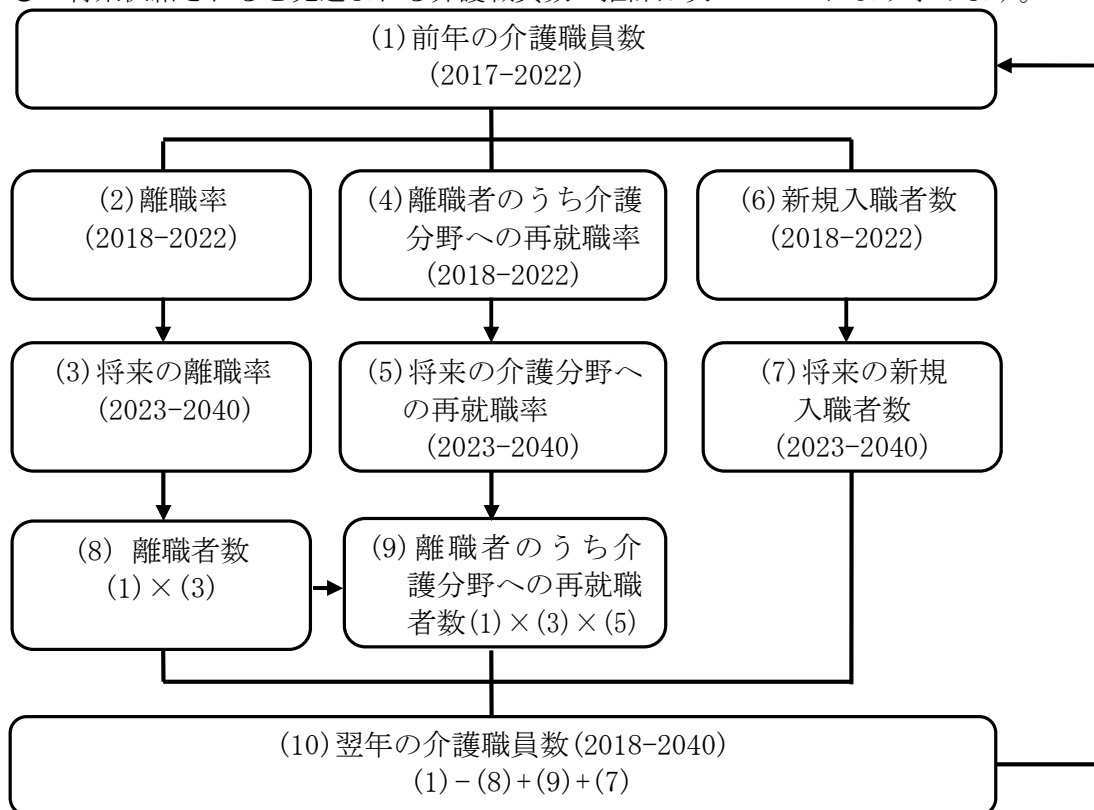 (1)前年の介護職員数
(2017-2022)
(2)離職率
(2018-2022)
(4)離職者のうち介護
分野への再就職率
(2018-2022)
(6)新規入職者数
(2018-2022)
(3)将来の離職率
(2023-2040)
(5)将来の介護分野へ
の再就職率
(2023-2040)
(7)将来の新規
入職者数
(2023-2040)
(8) 離職者数
(1)×(3)
(9)離職者のうち介
護分野への再就職
者数(1)×(3)×(5)
(10)翌年の介護職員数(2018-2040)
(1)-(8)+(9)+(7)